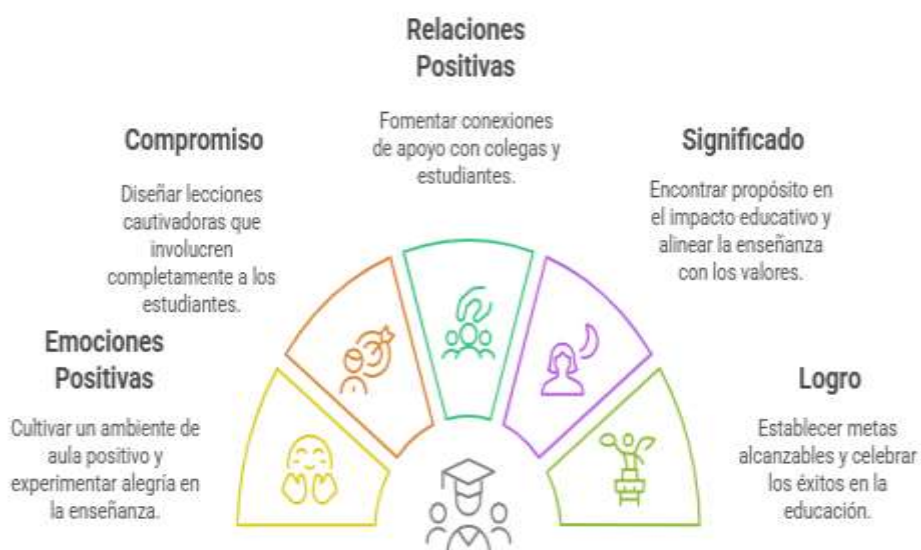 Relaciones
Positivas
Fomentar conexiones
de apoyo con colegas y
estudiantes.
Compromiso
Diseñar lecciones
cautivadoras que
involucren
completamente a los
estudiantes.
Significado
Encontrar propósito en
el impacto educativo y
alinear la enseñanza
con los valores.
Emociones
Positivas
Cultivar un ambiente de
aula positivo y
experimentar alegría en
la enseñanza.
Logro
Establecer metas
alcanzables y celebrar
los éxitos en la
educación.